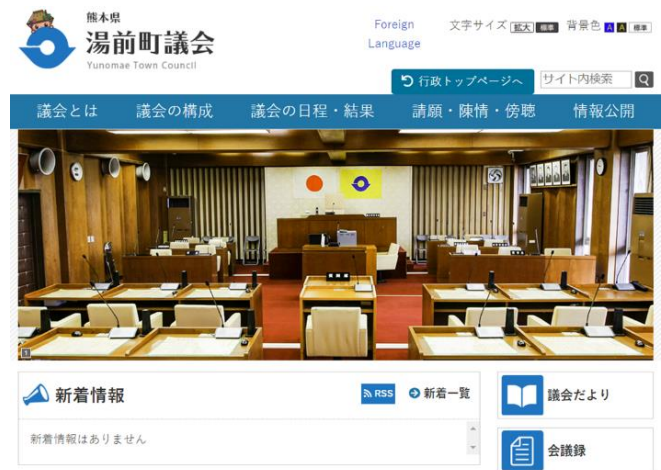 熊本県
湯前町議会
Yunomae Town Council
Foreign
Language
文字サイズ 拡大 標準 背景色 A A 標準
行政トップページへ
サイト内検索
議会とは 議会の構成 議会の日程・結果 請願・陳情・傍聴 情報公開
1
新着情報
RSS
新着一覧
新着情報はありません
議会だより
会議録